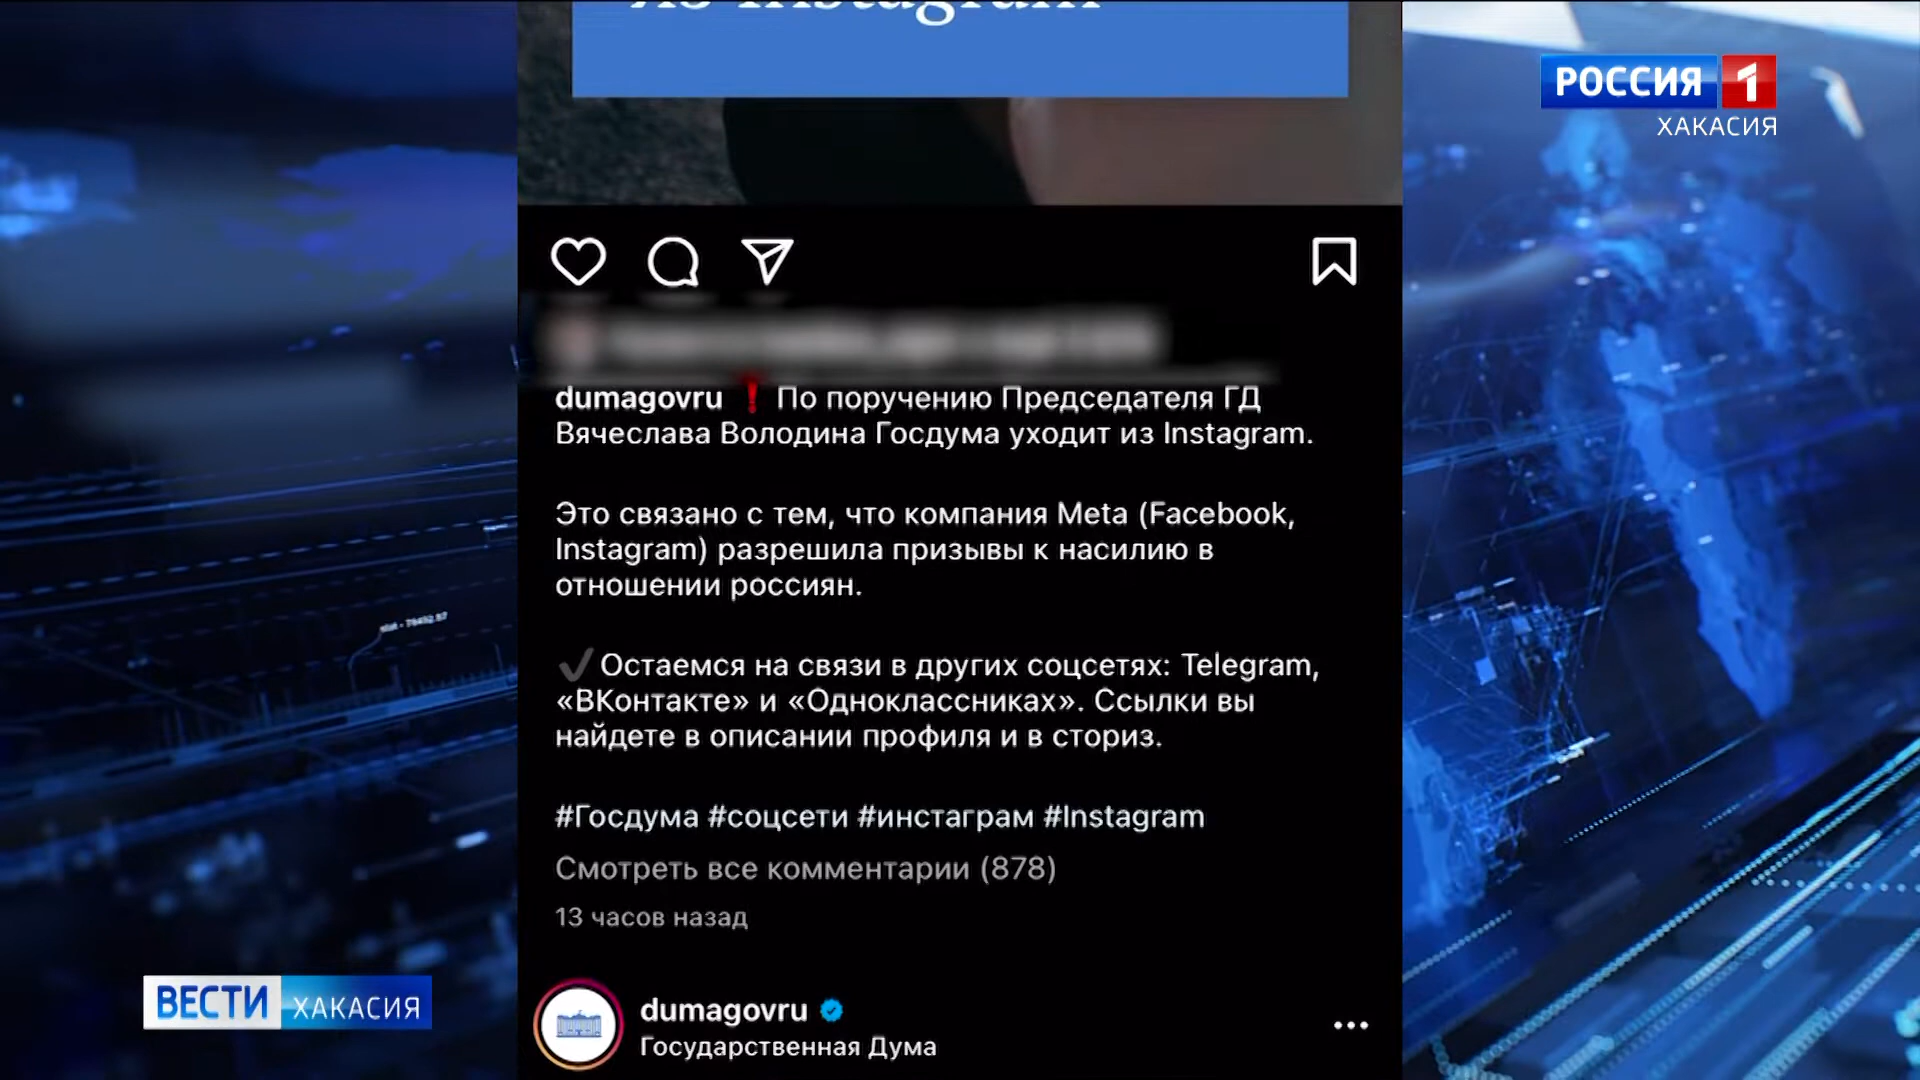 из Instagram
РОССИЯ 1
ХАКАСИЯ
dumagovru ❗ По поручению Председателя ГД
Вячеслава Володина Госдума уходит из Instagram.
Это связано с тем, что компания Meta (Facebook,
Instagram) разрешила призывы к насилию в
отношении россиян.
✔Остаемся на связи в других соцсетях: Telegram,
«ВКонтакте» и «Одноклассниках». Ссылки вы
найдете в описании профиля и в сториз.
#Госдума #соцсети #инстаграм #Instagram
Смотреть все комментарии (878)
13 часов назад
ВЕСТИ ХАКАСИЯ
dumagovru
Государственная Дума